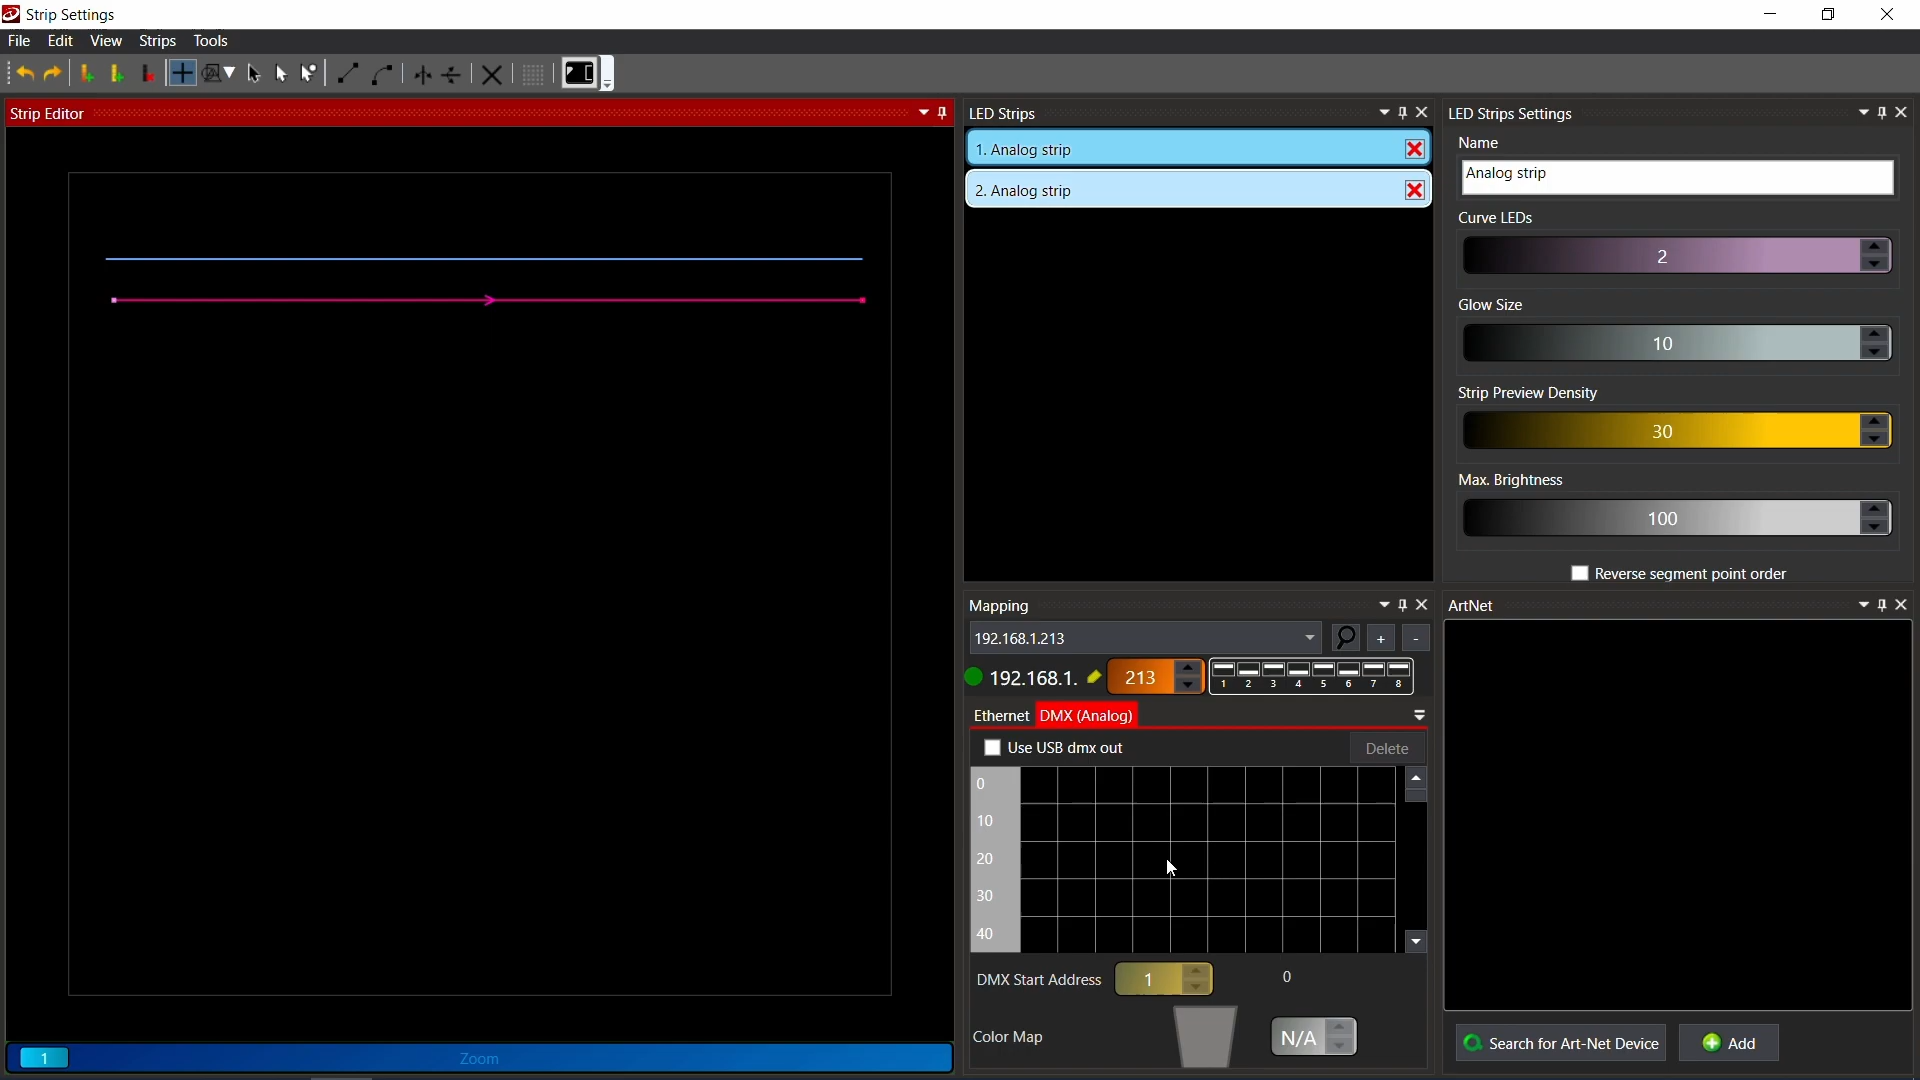 Strip Settings
File Edit View Strips Tools
Strip Editor
1 Zoom
LED Strips
1. Analog strip
2. Analog strip
LED Strips Settings
Name
Analog strip
Curve LEDs
2
Glow Size
10
Strip Preview Density
30
Max. Brightness
100
Reverse segment point order
Mapping
192.168.1.213 + -
192.168.1. 213 1 2 3 4 5 6 7 8
Ethernet DMX (Analog)
Use USB dmx out Delete
0
10
20
30
40
DMX Start Address 1 0
Color Map N/A
ArtNet
Search for Art-Net Device Add